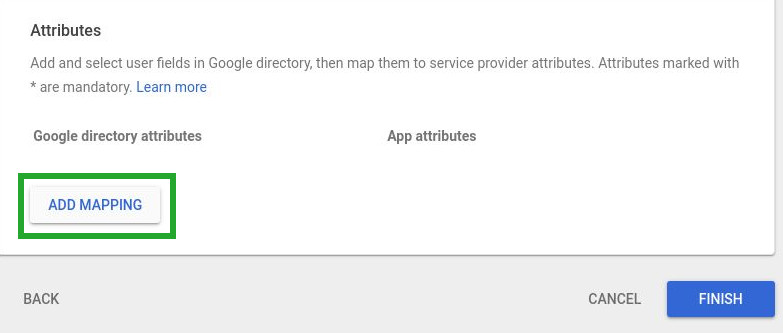 Attributes
Add and select user fields in Google directory, then map them to service provider attributes. Attributes marked with
* are mandatory. Learn more
Google directory attributes App attributes
ADD MAPPING
BACK CANCEL FINISH